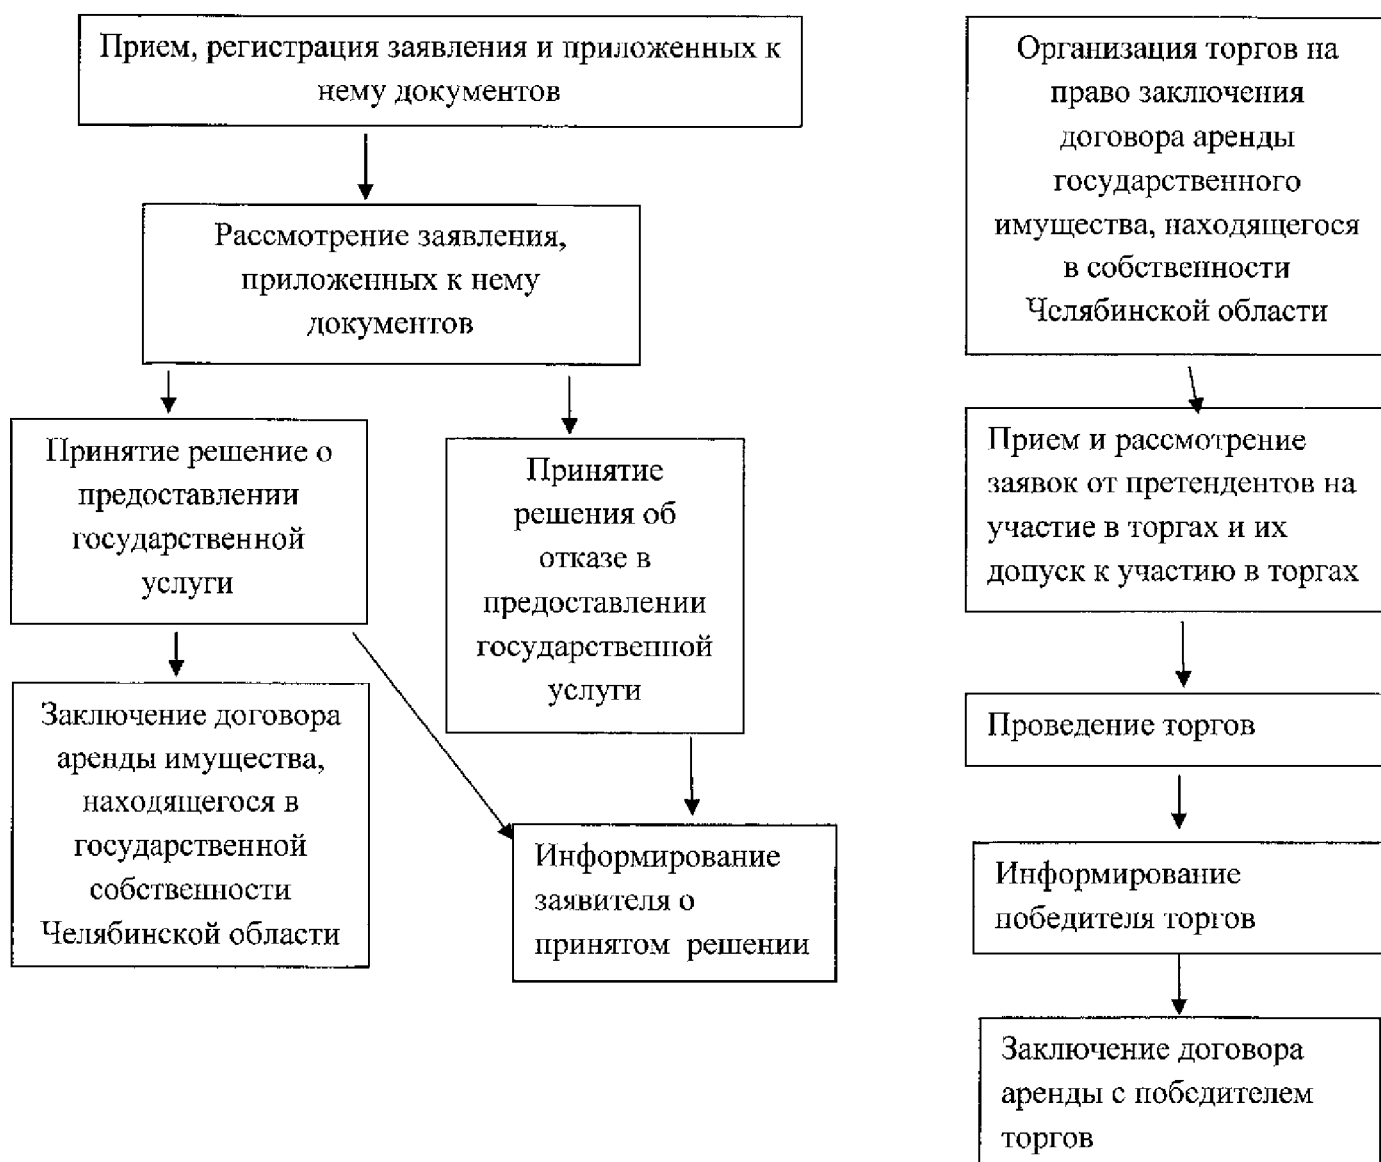 Прием, регистрация заявления и приложенных к
нему документов
Рассмотрение заявления,
приложенных к нему
документов
Принятие решение о
предоставлении
государственной
услуги
Принятие
решения об
отказе в
предоставлении
государственной
услуги
Заключение договора
аренды имущества,
находящегося в
государственной
собственности
Челябинской области
Информирование
заявителя о
принятом решении
Организация торгов на
право заключения
договора аренды
государственного
имущества, находящегося
в собственности
Челябинской области
Прием и рассмотрение
заявок от претендентов на
участие в торгах и их
допуск к участию в торгах
Проведение торгов
Информирование
победителя торгов
Заключение договора
аренды с победителем
торгов